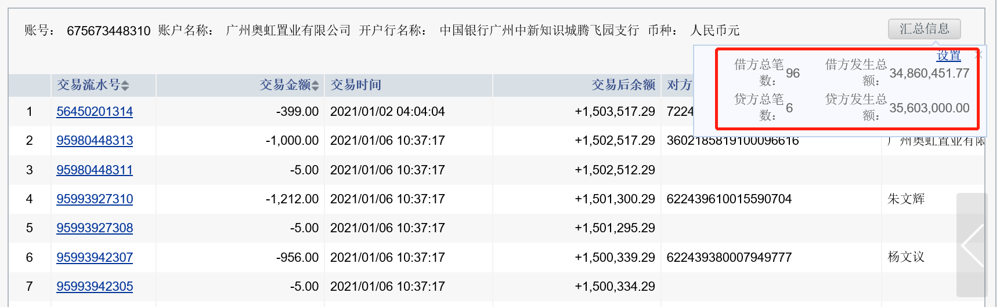 账号： 675673448310 账户名称： 广州奥虹置业有限公司 开户行名称： 中国银行广州中新知识城腾飞园支行 币种： 人民币元
汇总信息
设置
借方总笔数： 96 借方发生总额： 34,860,451.77
贷方总笔数： 6 贷方发生总额： 35,603,000.00
交易流水号 交易金额 交易时间 交易后余额 对方
1 56450201314 -399.00 2021/01/02 04:04:04 +1,503,517.29 7224
2 95980448313 -1,000.00 2021/01/06 10:37:17 +1,502,517.29 3602185819100096616 广州奥虹置业有限
3 95980448311 -5.00 2021/01/06 10:37:17 +1,502,512.29
4 95993927310 -1,212.00 2021/01/06 10:37:17 +1,501,300.29 622439610015590704 朱文辉
5 95993927308 -5.00 2021/01/06 10:37:17 +1,501,295.29
6 95993942307 -956.00 2021/01/06 10:37:17 +1,500,339.29 622439380007949777 杨文议
7 95993942305 -5.00 2021/01/06 10:37:17 +1,500,334.29